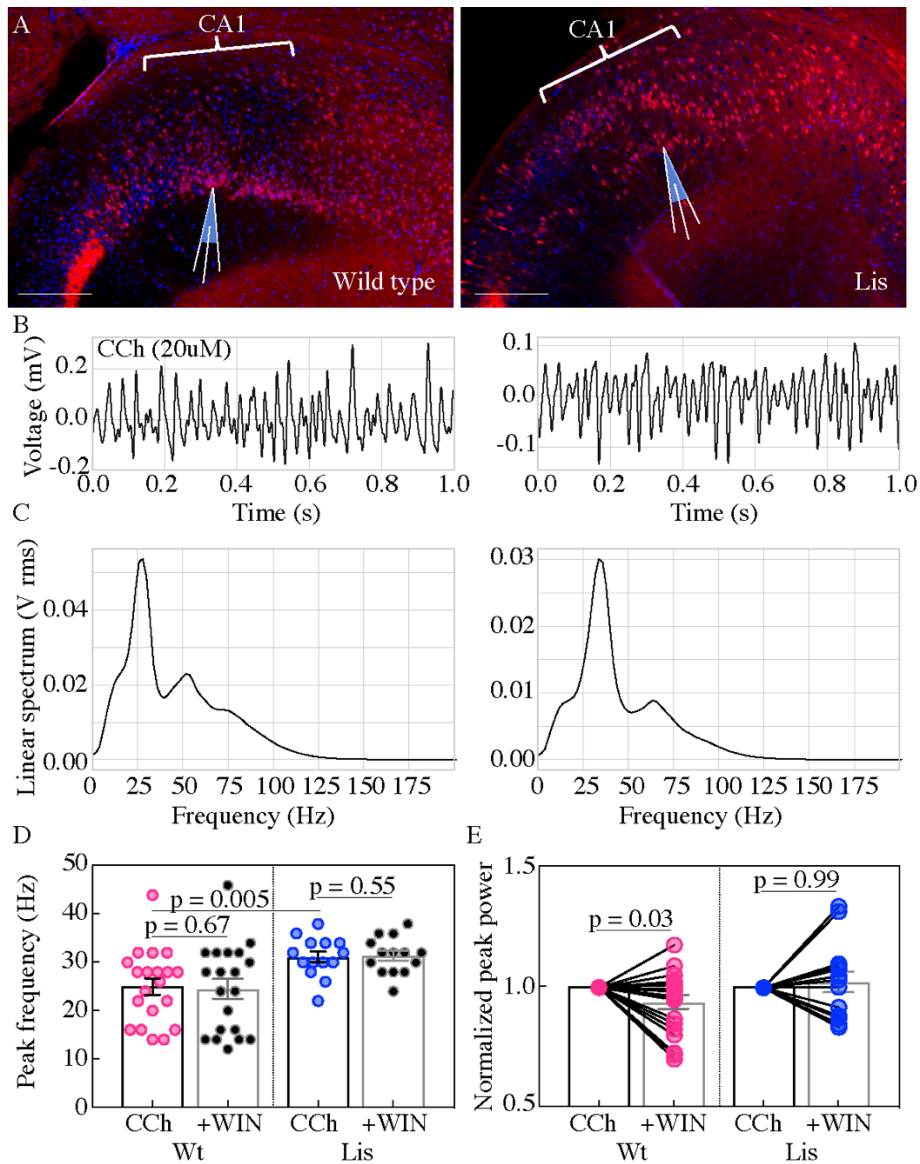 A
CA1
CA1
Wild type
Lis
B
CCh (20uM)
Voltage (mV)
0.2
0.0
-0.2
0.0 0.2 0.4 0.6 0.8 1.0
Time (s)
0.1
0.0
-0.1
0.0 0.2 0.4 0.6 0.8 1.0
Time (s)
C
Linear spectrum (V rms)
0.04
0.02
0.00
0 25 50 75 100 125 150 175
Frequency (Hz)
0.03
0.02
0.01
0.00
0 25 50 75 100 125 150 175
Frequency (Hz)
D
Peak frequency (Hz)
50
40
30
20
10
0
p = 0.005
p = 0.67
p = 0.55
CCh +WIN CCh +WIN
Wt Lis
E
Normalized peak power
1.5
1.0
0.5
p = 0.03
p = 0.99
CCh +WIN CCh +WIN
Wt Lis